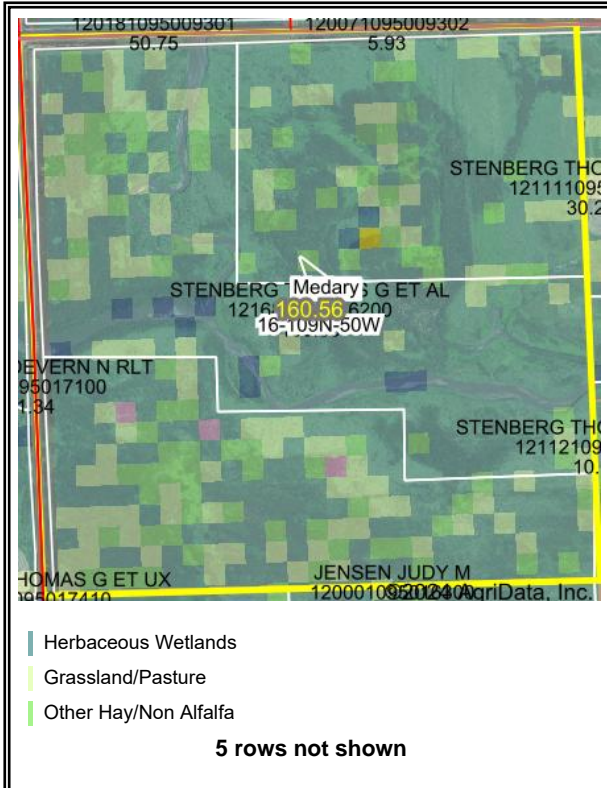 120181095009301
50.75
120071095009302
5.93
STENBERG THO
121111095
30.2
Medary
STENBERG T S G ET AL
1216 6200
160.56
16-109N-50W
DEVERN N RLT
95017100
1.34
STENBERG THO
12112109
10.
HOMAS G ET UX
095017410
JENSEN JUDY M
©2024 AgriData, Inc.
Herbaceous Wetlands
Grassland/Pasture
Other Hay/Non Alfalfa
5 rows not shown